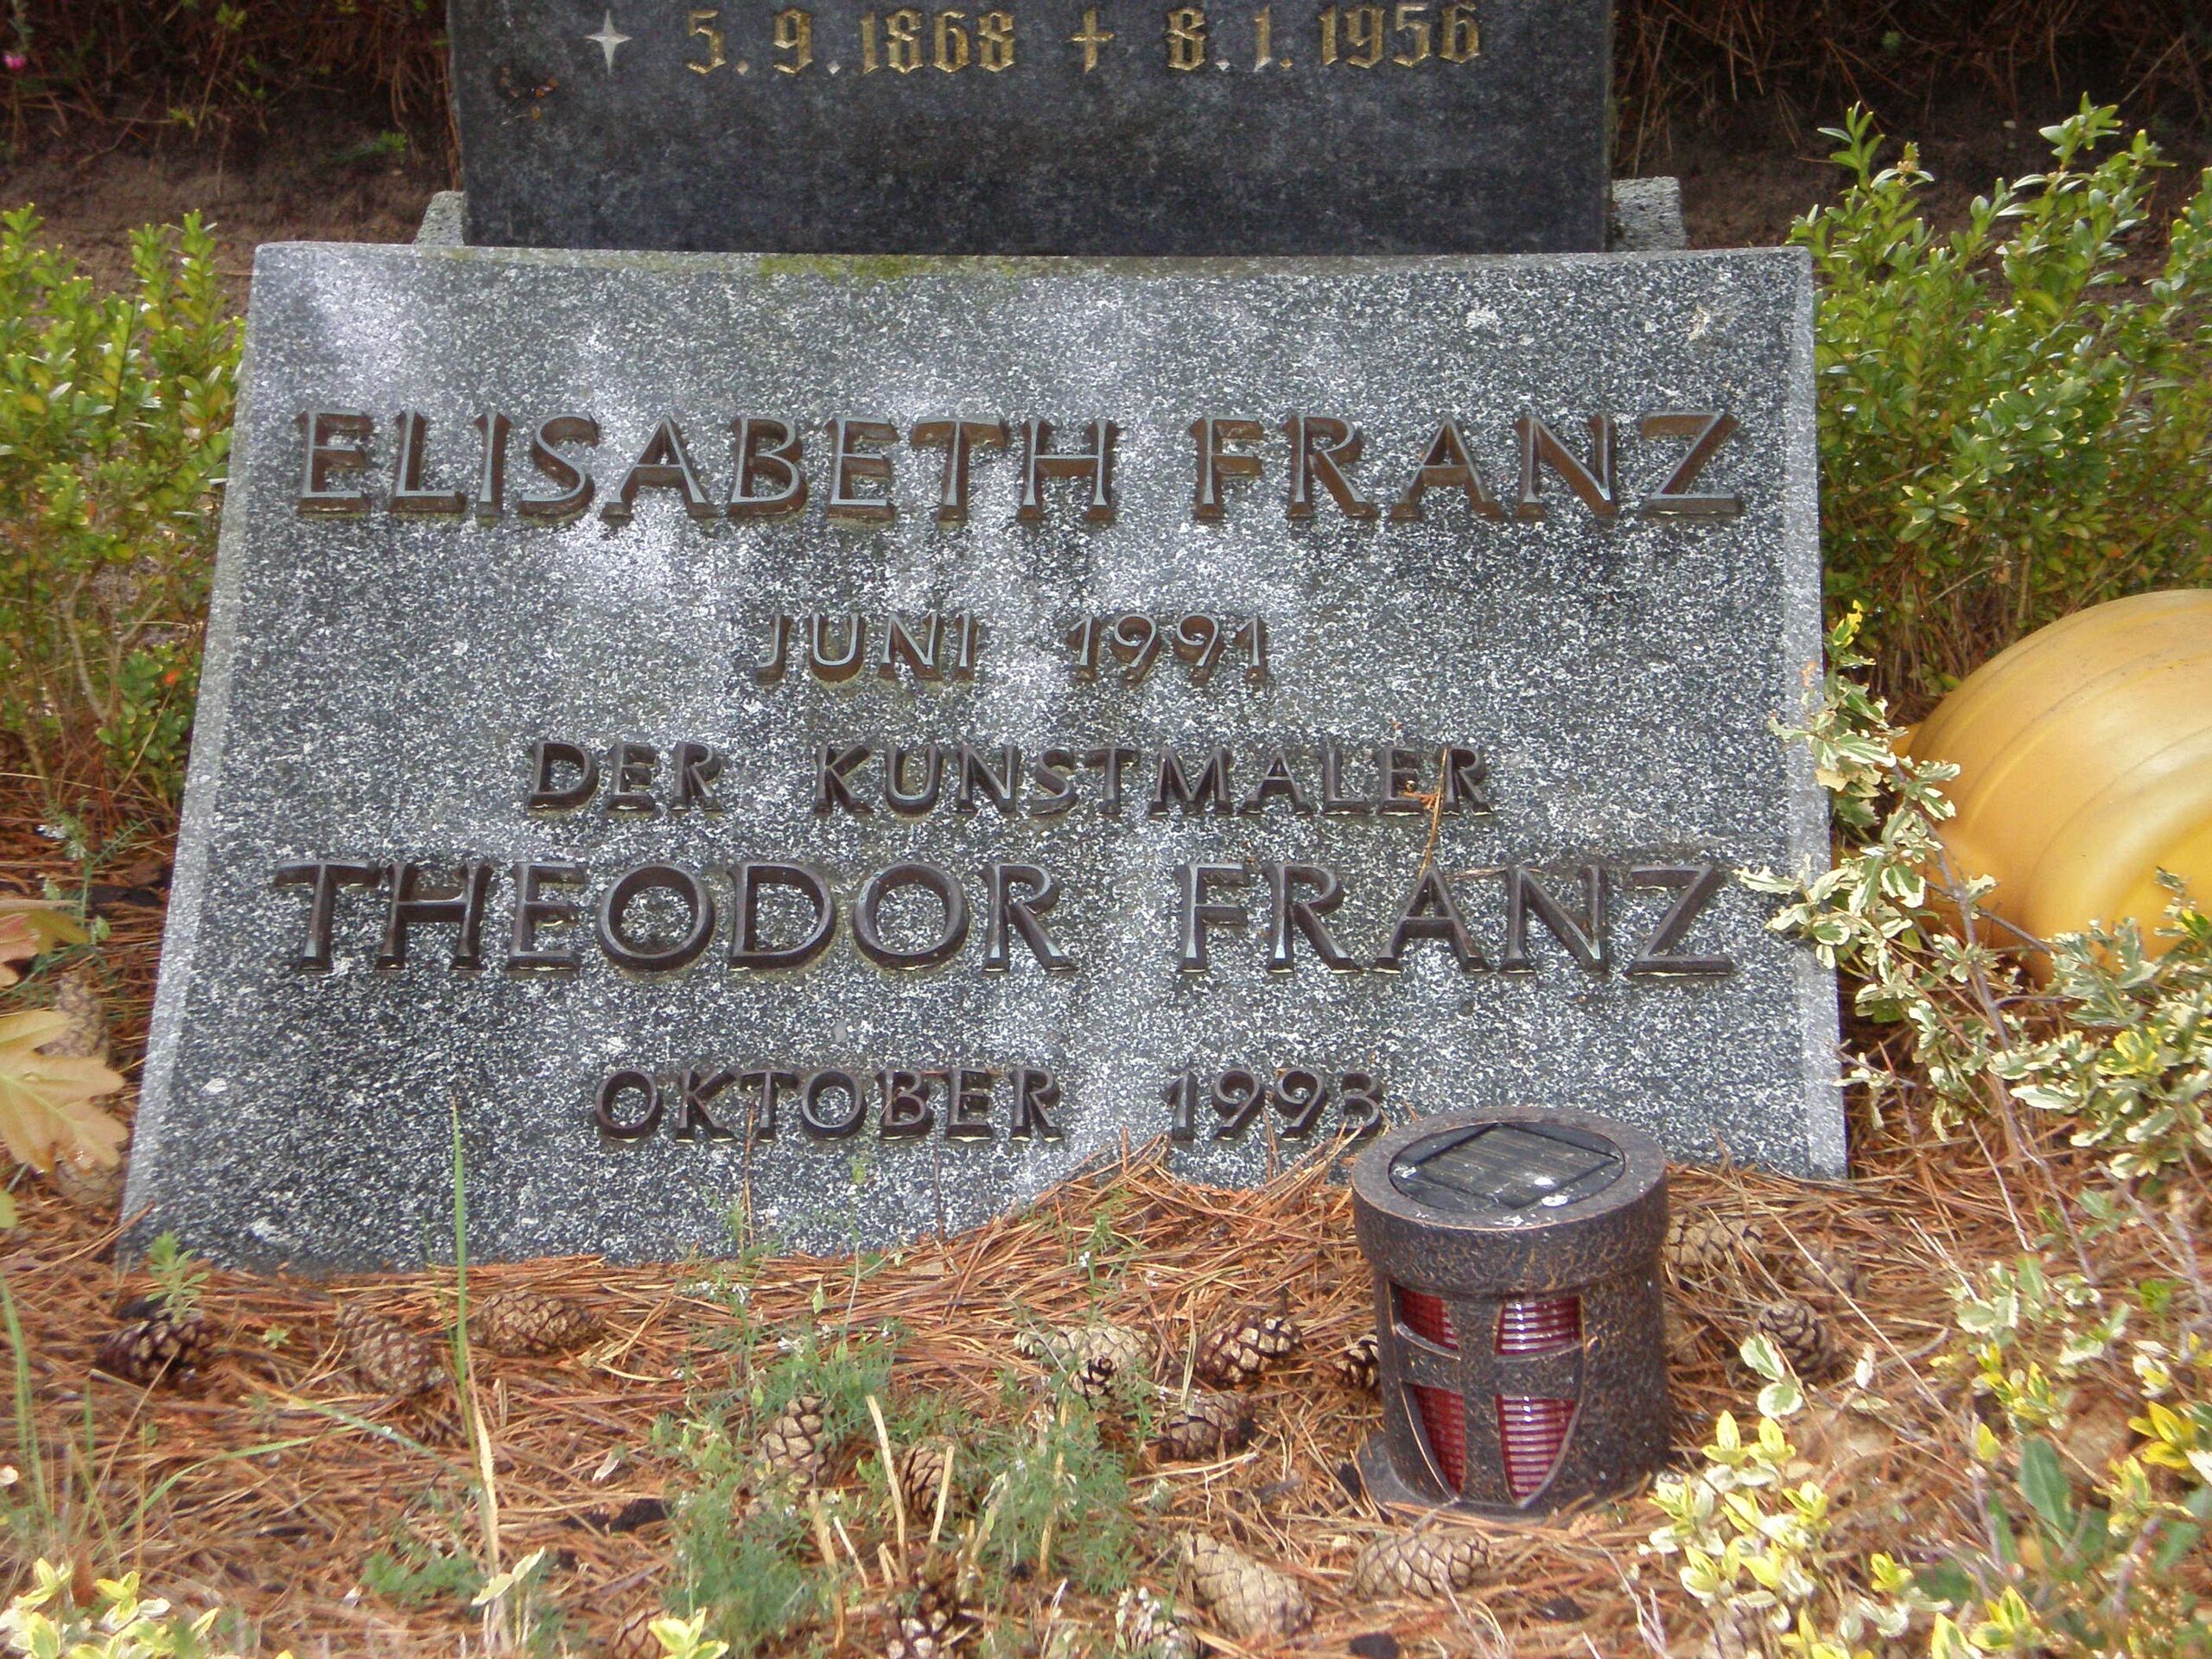 5.9.1868 † 8.1.1956
ELISABETH FRANZ
JUNI 1991
DER KUNSTMALER
THEODOR FRANZ
OKTOBER 1993